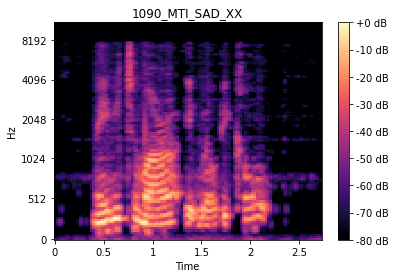 1090_MTI_SAD_XX
+0 dB
8192
-10 dB
4096
-20 dB
-30 dB
2048
Hz
-40 dB
1024
-50 dB
512
-60 dB
-70 dB
0
-80 dB
0 0.5 1 1.5 2 2.5
Time